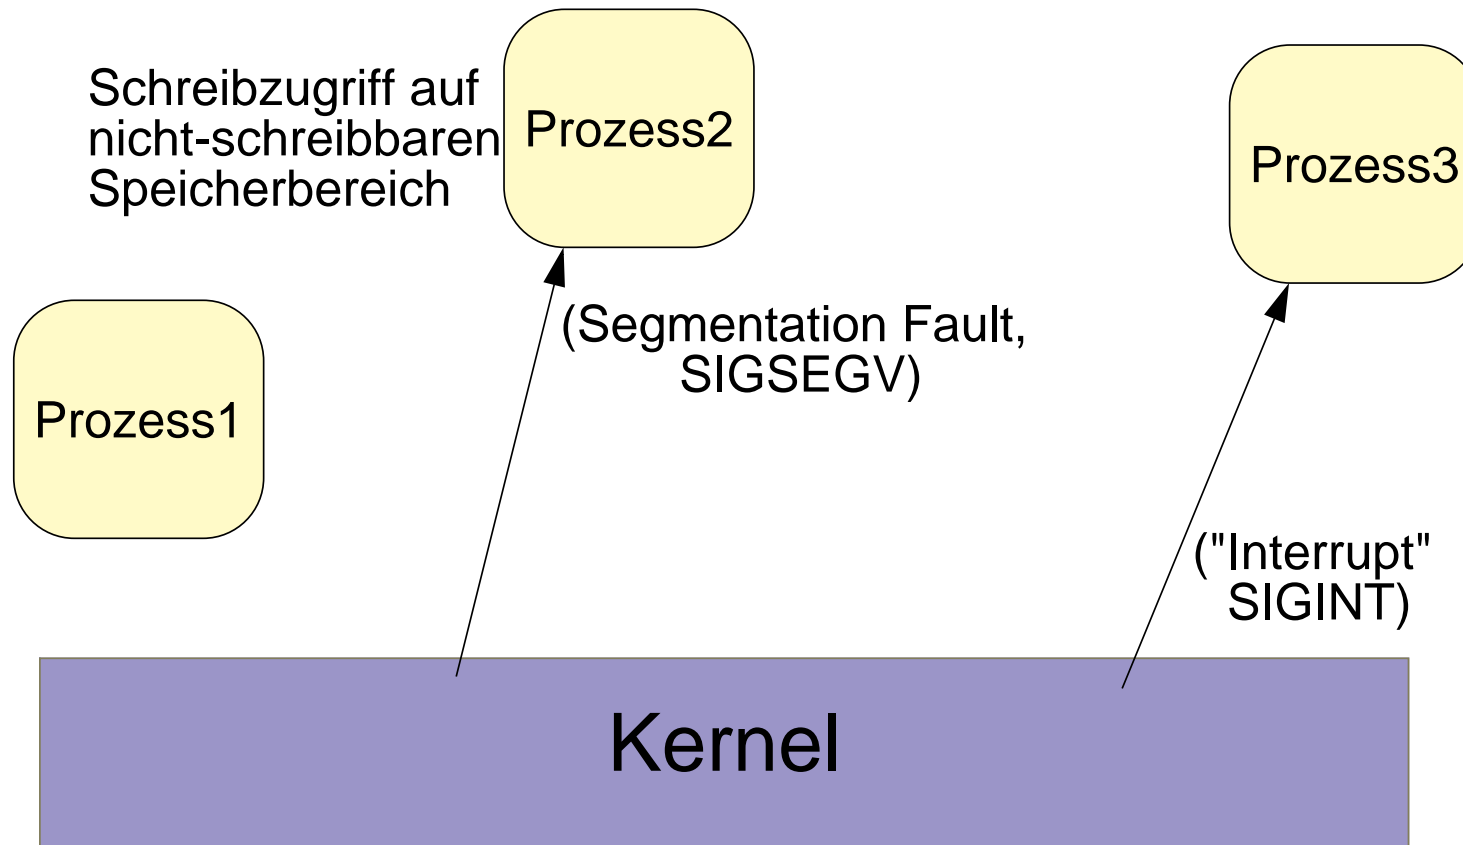 Schreibzugriff auf
nicht-schreibbaren
Speicherbereich
Prozess2
Prozess3
(Segmentation Fault,
SIGSEGV)
Prozess1
("Interrupt"
SIGINT)
Kernel